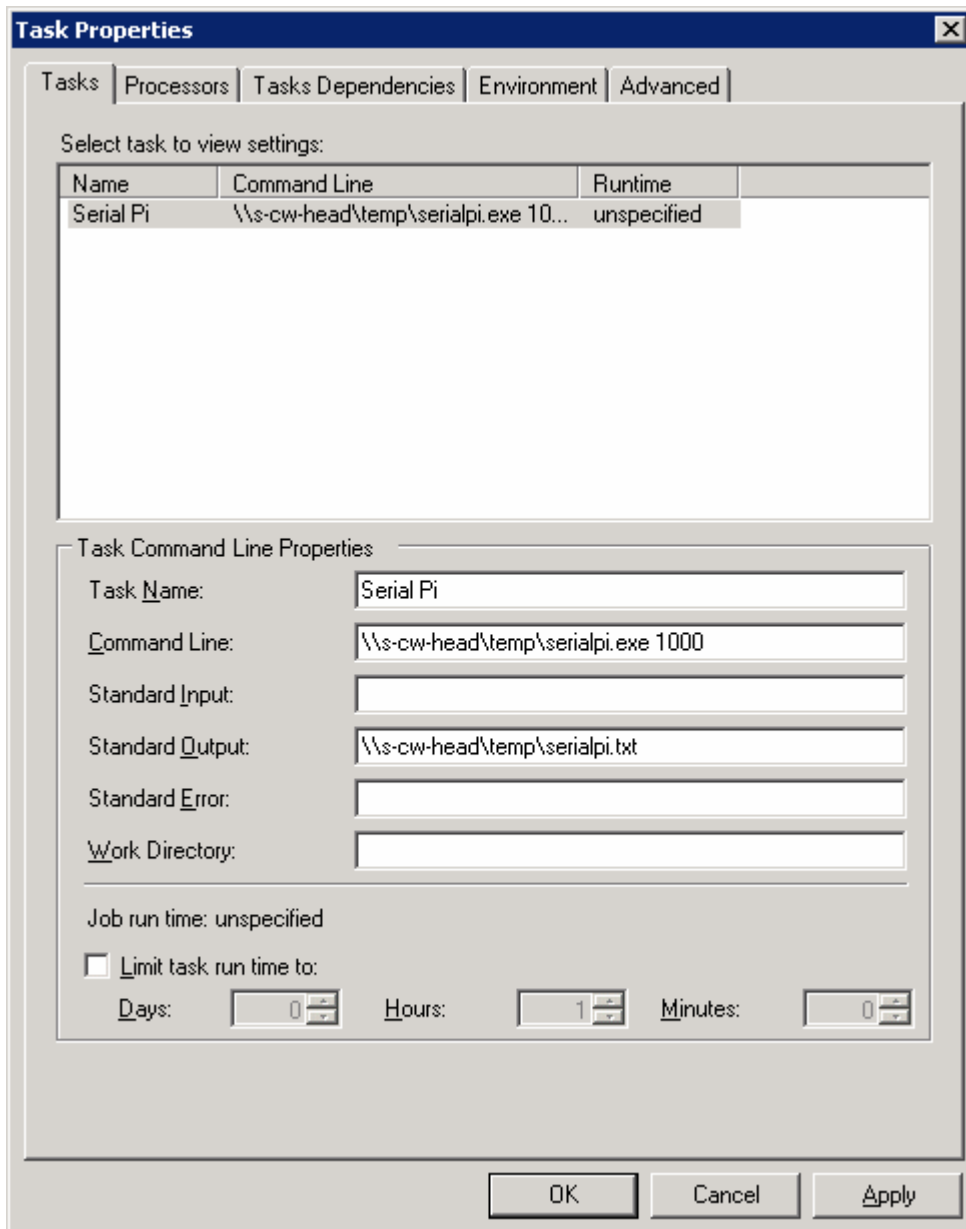 Task Properties
Tasks Processors Tasks Dependencies Environment Advanced
Select task to view settings:
Name Command Line Runtime
Serial Pi \\s-cw-head\temp\serialpi.exe 10... unspecified
Task Command Line Properties
Task Name: Serial Pi
Command Line: \\s-cw-head\temp\serialpi.exe 1000
Standard Input:
Standard Output: \\s-cw-head\temp\serialpi.txt
Standard Error:
Work Directory:
Job run time: unspecified
Limit task run time to:
Days: 0 Hours: 1 Minutes: 0
OK Cancel Apply